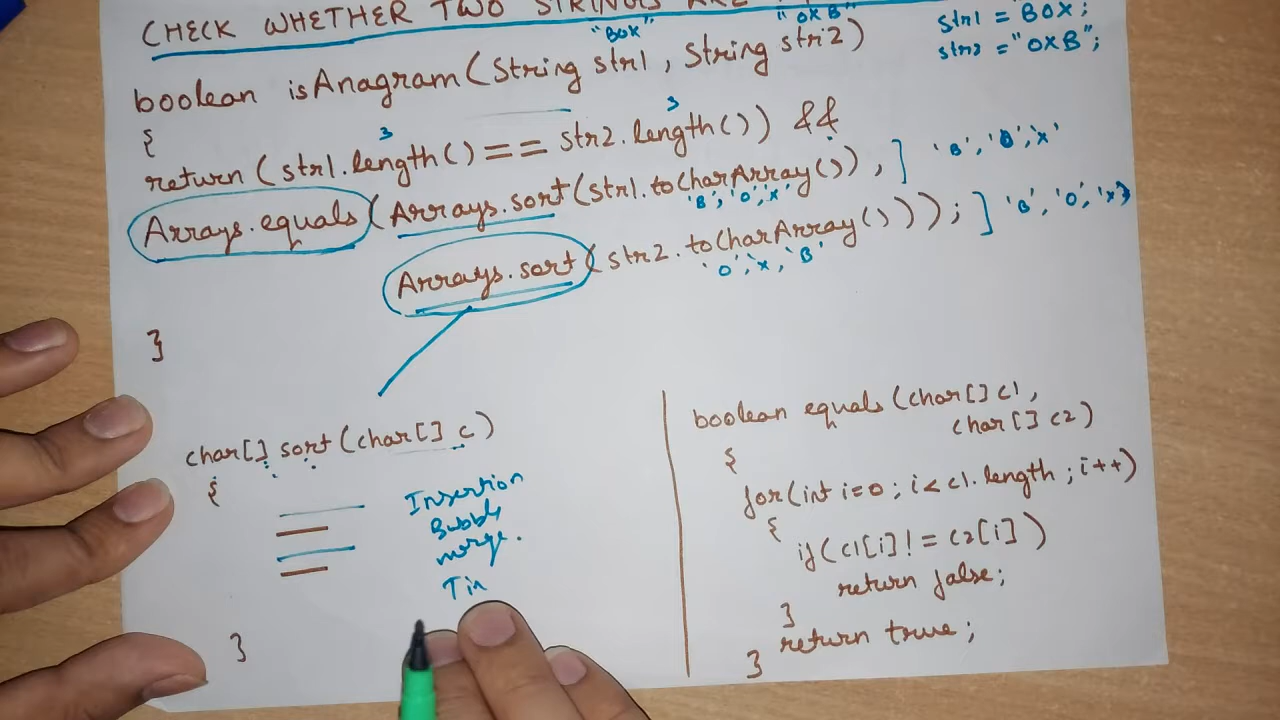 CHECK WHETHER TWO STRINGS ARE
"BOX" "OXB"
str1 = "BOX";
str2 = "OXB";
boolean isAnagram(String str1, String str2)
{
3 3
return (str1.length() == str2.length()) &&
Arrays.equals(Arrays.sort(str1.toCharArray()), ] 'B','O','X'
'B','O','X'
Arrays.sort(str2.toCharArray())); ] 'B','O','X'
'O','X','B'
}
char[] sort(char[] c)
{
Insertion
Bubble
merge.
Tim
}
boolean equals(char[] c1,
char[] c2)
{
for(int i=0; i<c1.length; i++)
{
if(c1[i] != c2[i])
return false;
}
return true;
}